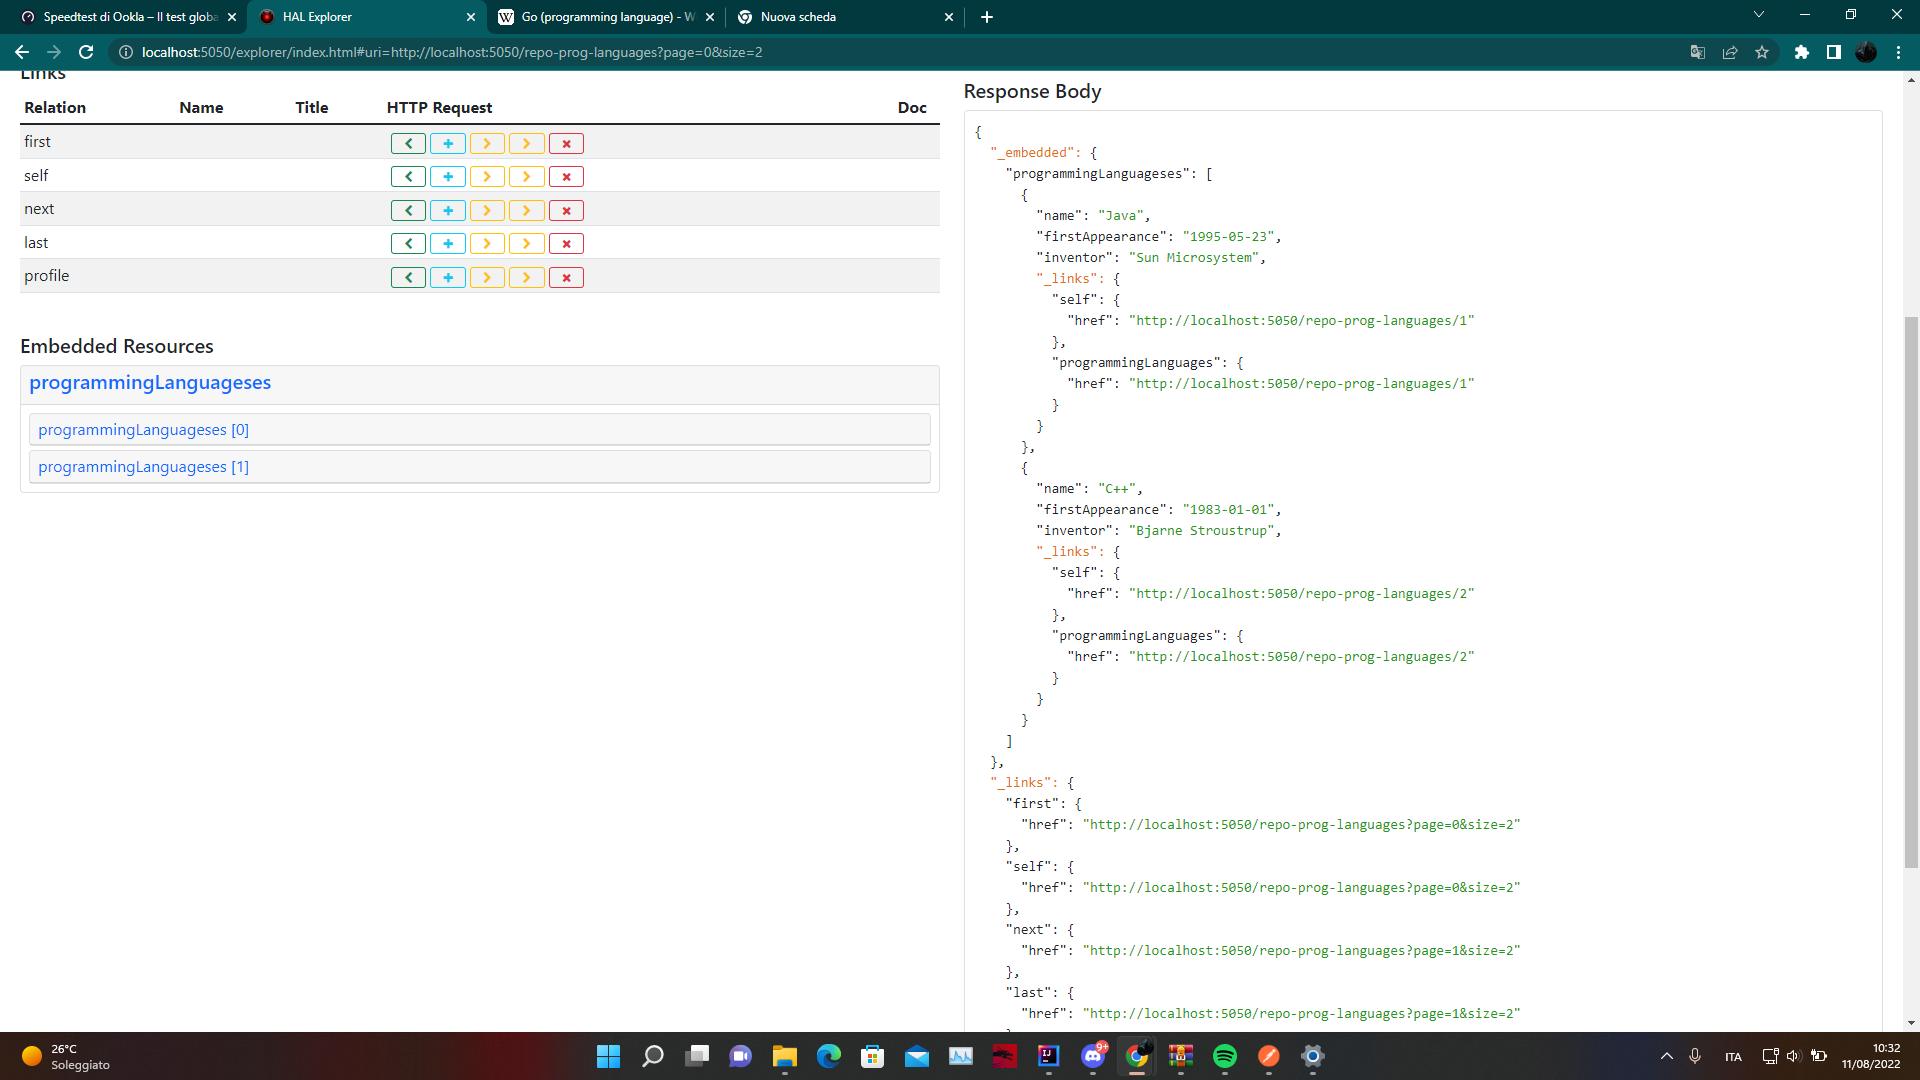 Speedtest di Ookla – Il test globa
HAL Explorer
Go (programming language) - W
Nuova scheda
localhost:5050/explorer/index.html#uri=http://localhost:5050/repo-prog-languages?page=0&size=2
Links
Relation Name Title HTTP Request Doc
first
self
next
last
profile
Embedded Resources
programmingLanguageses
programmingLanguageses [0]
programmingLanguageses [1]
Response Body
{
"_embedded": {
"programmingLanguageses": [
{
"name": "Java",
"firstAppearance": "1995-05-23",
"inventor": "Sun Microsystem",
"_links": {
"self": {
"href": "http://localhost:5050/repo-prog-languages/1"
},
"programmingLanguages": {
"href": "http://localhost:5050/repo-prog-languages/1"
}
}
},
{
"name": "C++",
"firstAppearance": "1983-01-01",
"inventor": "Bjarne Stroustrup",
"_links": {
"self": {
"href": "http://localhost:5050/repo-prog-languages/2"
},
"programmingLanguages": {
"href": "http://localhost:5050/repo-prog-languages/2"
}
}
}
]
},
"_links": {
"first": {
"href": "http://localhost:5050/repo-prog-languages?page=0&size=2"
},
"self": {
"href": "http://localhost:5050/repo-prog-languages?page=0&size=2"
},
"next": {
"href": "http://localhost:5050/repo-prog-languages?page=1&size=2"
},
"last": {
"href": "http://localhost:5050/repo-prog-languages?page=1&size=2"
26°C
Soleggiato
9+
ITA
10:32
11/08/2022